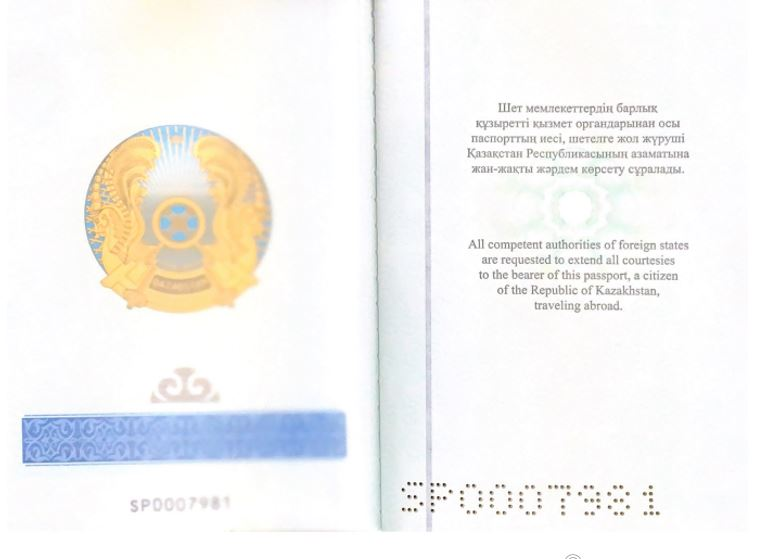 SP0007981
Шет мемлекеттердің барлық
құзыретті қызмет органдарынан осы
паспорттың иесі, шетелге жол жүруші
Қазақстан Республикасының азаматына
жан-жақты жәрдем көрсету сұралады.
All competent authorities of foreign states
are requested to extend all courtesies
to the bearer of this passport, a citizen
of the Republic of Kazakhstan,
traveling abroad.
SP0007981